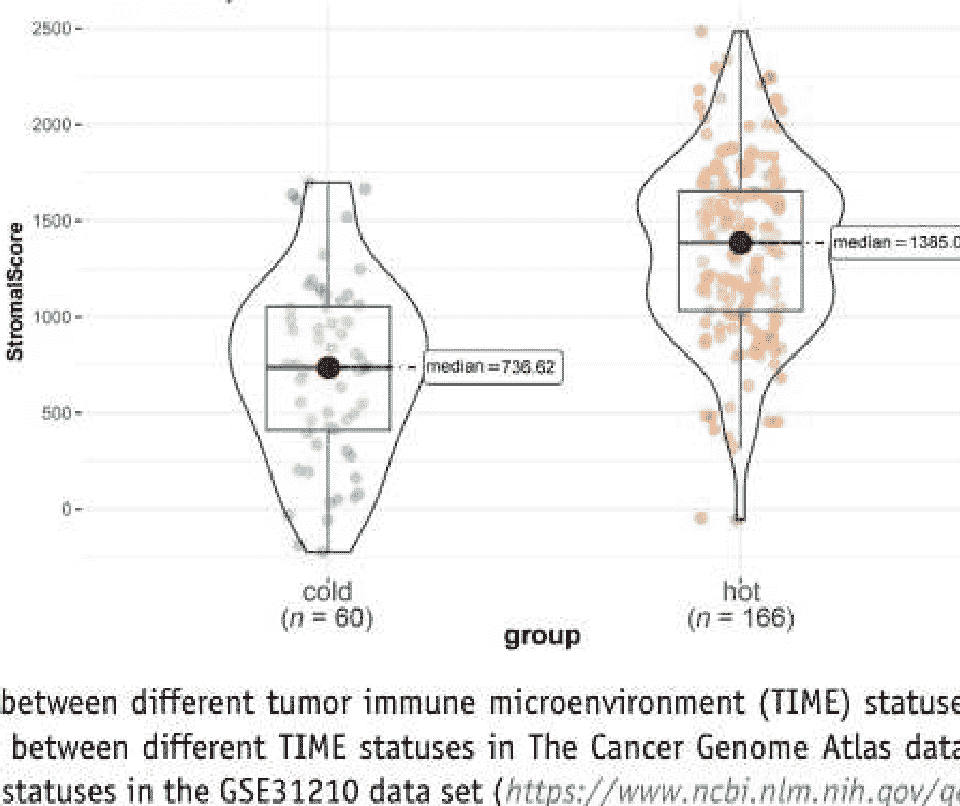 2500
2000
1500
1000
500
0
StromalScore
median = 1385.0
median = 736.62
cold
(n = 60)
hot
(n = 166)
group
between different tumor immune microenvironment (TIME) statuse
between different TIME statuses in The Cancer Genome Atlas data
statuses in the GSE31210 data set (https://www.ncbi.nlm.nih.gov/